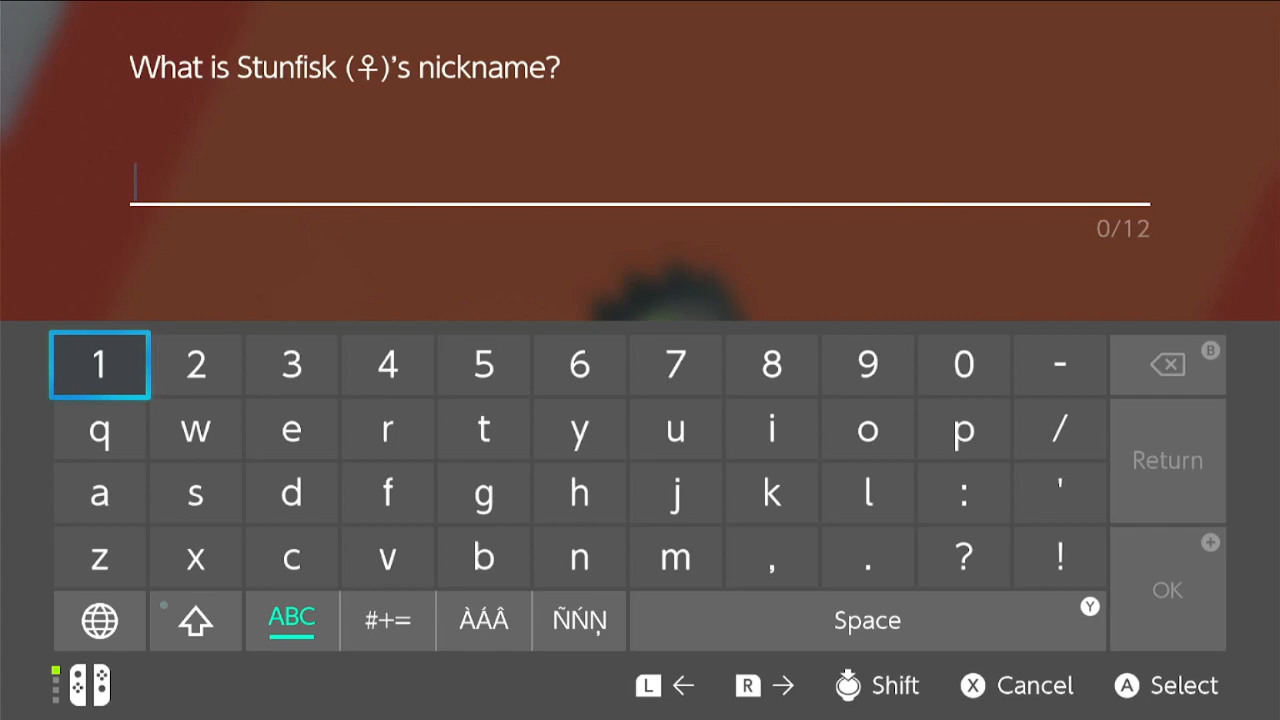 What is Stunfisk (♀)'s nickname?
0/12
1 2 3 4 5 6 7 8 9 0 - B
q w e r t y u i o p /
Return
a s d f g h j k l : '
z x c v b n m , . ? !
OK
ABC #+= ÀÁÂ ÑŃŅ Space Y
L ← R → Shift X Cancel A Select